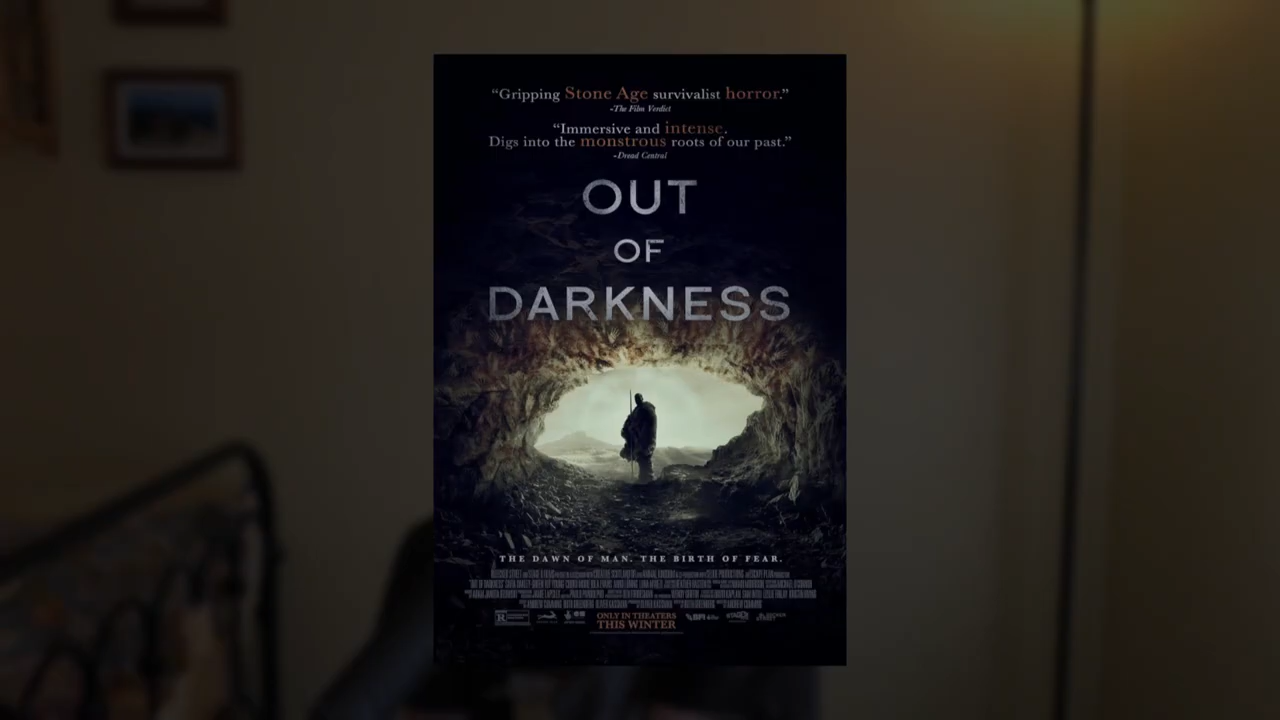 “Gripping Stone Age survivalist horror.”
-The Film Verdict
“Immersive and intense.
Digs into the monstrous roots of our past.”
-Dread Central
OUT
OF
DARKNESS
THE DAWN OF MAN. THE BIRTH OF FEAR.
R
ONLY IN THEATERS
THIS WINTER
BFI